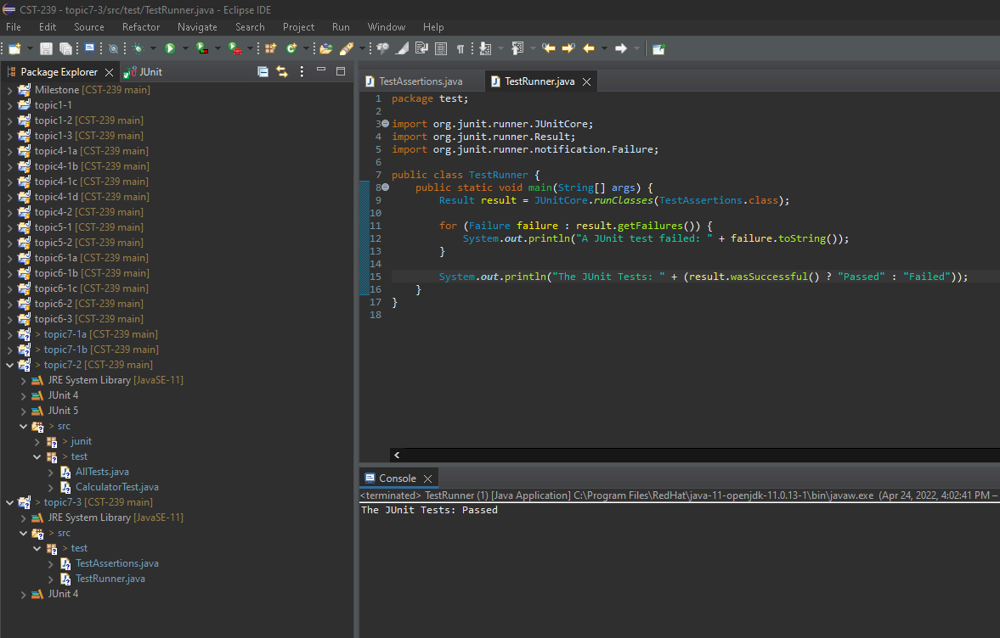 CST-239 - topic7-3/src/test/TestRunner.java - Eclipse IDE
File Edit Source Refactor Navigate Search Project Run Window Help
Package Explorer JUnit
Milestone [CST-239 main]
topic1-1
topic1-2 [CST-239 main]
topic1-3 [CST-239 main]
topic4-1a [CST-239 main]
topic4-1b [CST-239 main]
topic4-1c [CST-239 main]
topic4-1d [CST-239 main]
topic4-2 [CST-239 main]
topic5-1 [CST-239 main]
topic5-2 [CST-239 main]
topic6-1a [CST-239 main]
topic6-1b [CST-239 main]
topic6-1c [CST-239 main]
topic6-2 [CST-239 main]
topic6-3 [CST-239 main]
> topic7-1a [CST-239 main]
> topic7-1b [CST-239 main]
> topic7-2 [CST-239 main]
JRE System Library [JavaSE-11]
JUnit 4
JUnit 5
> src
> junit
> test
AllTests.java
CalculatorTest.java
> topic7-3 [CST-239 main]
JRE System Library [JavaSE-11]
> src
> test
TestAssertions.java
TestRunner.java
JUnit 4
TestAssertions.java TestRunner.java
1 package test;
2
3 import org.junit.runner.JUnitCore;
4 import org.junit.runner.Result;
5 import org.junit.runner.notification.Failure;
6
7 public class TestRunner {
8 public static void main(String[] args) {
9 Result result = JUnitCore.runClasses(TestAssertions.class);
10
11 for (Failure failure : result.getFailures()) {
12 System.out.println("A JUnit test failed: " + failure.toString());
13 }
14
15 System.out.println("The JUnit Tests: " + (result.wasSuccessful() ? "Passed" : "Failed"));
16 }
17 }
18
Console
<terminated> TestRunner (1) [Java Application] C:\Program Files\RedHat\java-11-openjdk-11.0.13-1\bin\javaw.exe (Apr 24, 2022, 4:02:41 PM –
The JUnit Tests: Passed